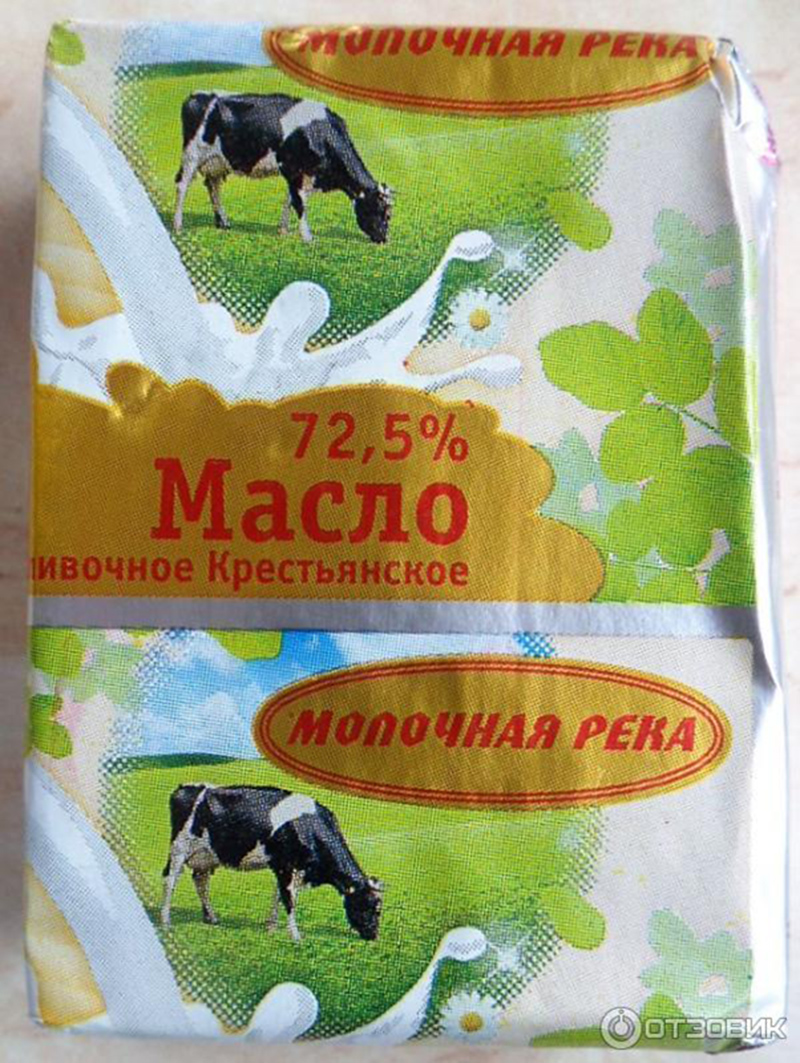 МОЛОЧНАЯ РЕКА
72,5%
Масло
ливочное Крестьянское
МОЛОЧНАЯ РЕКА
ОТЗОВИК